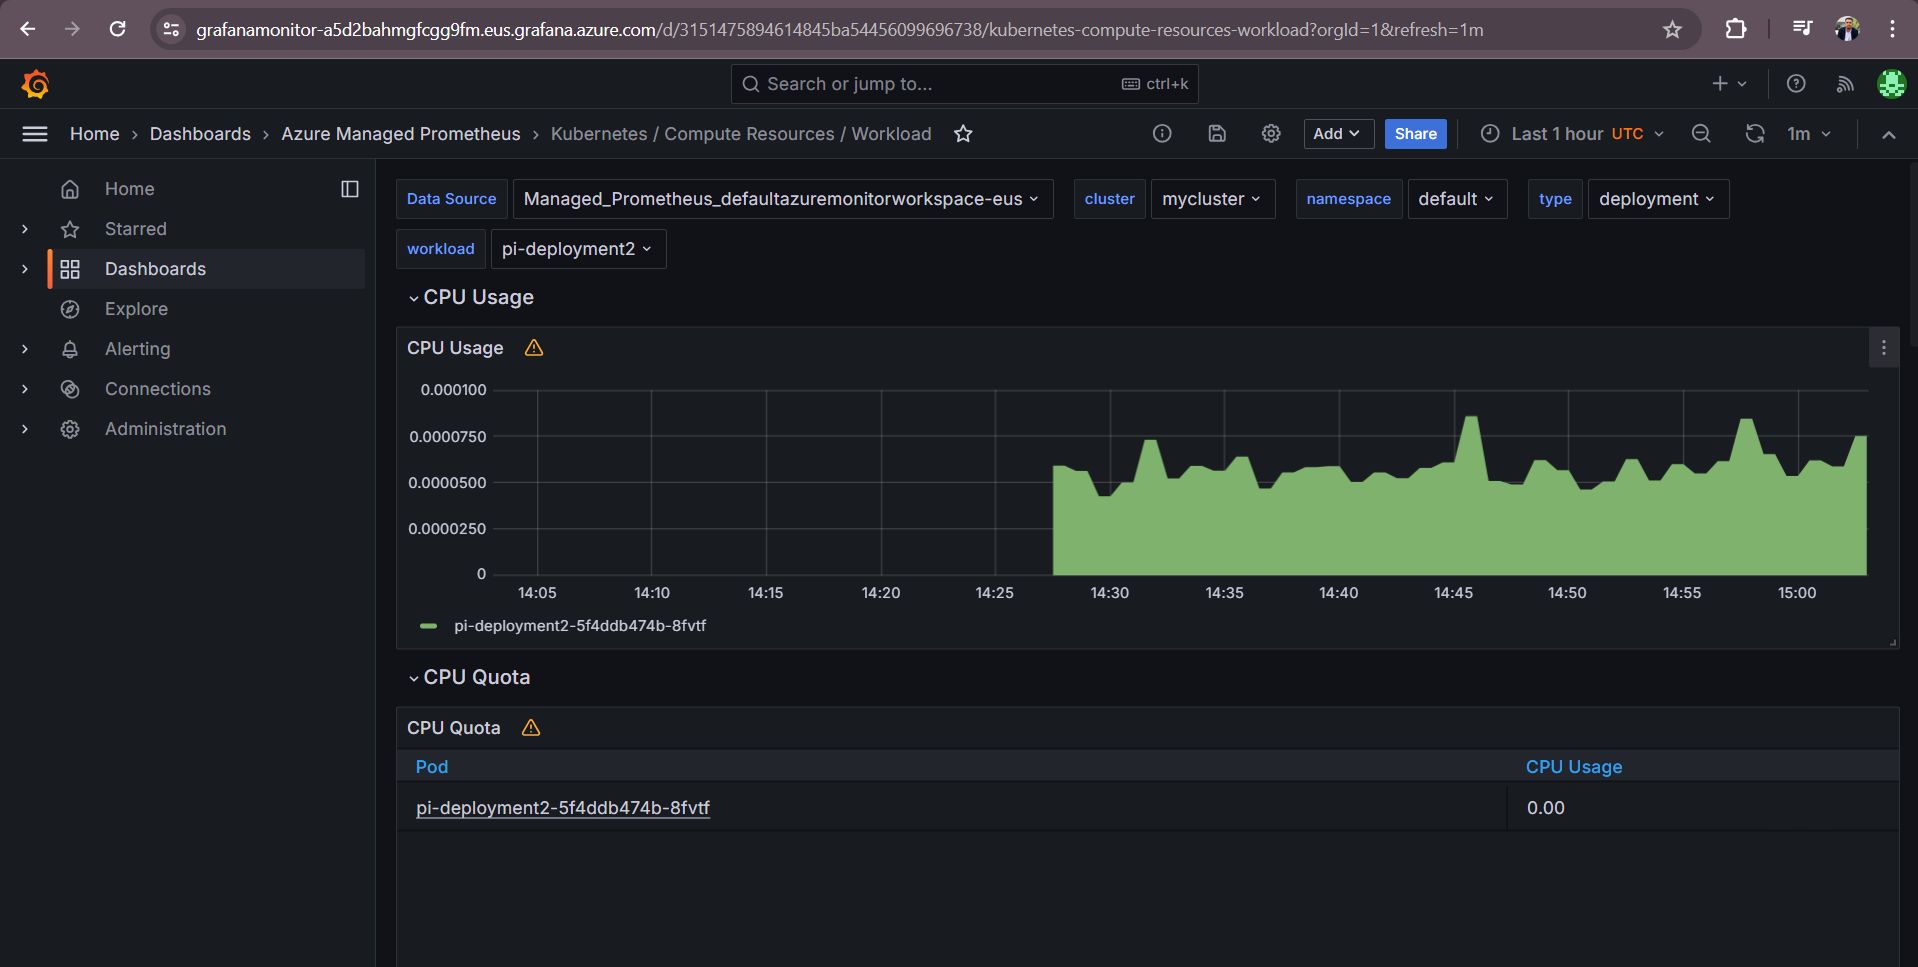 grafanamonitor-a5d2bahmgfcgg9fm.eus.grafana.azure.com/d/3151475894614845ba54456099696738/kubernetes-compute-resources-workload?orgId=1&refresh=1m
Search or jump to... ctrl+k
Home › Dashboards › Azure Managed Prometheus › Kubernetes / Compute Resources / Workload Add Share Last 1 hour UTC 1m
Home
Starred
Dashboards
Explore
Alerting
Connections
Administration
Data Source Managed_Prometheus_defaultazuremonitorworkspace-eus cluster mycluster namespace default type deployment
workload pi-deployment2
CPU Usage
CPU Usage
0.000100
0.0000750
0.0000500
0.0000250
0
14:05 14:10 14:15 14:20 14:25 14:30 14:35 14:40 14:45 14:50 14:55 15:00
pi-deployment2-5f4ddb474b-8fvtf
CPU Quota
CPU Quota
Pod CPU Usage
pi-deployment2-5f4ddb474b-8fvtf 0.00